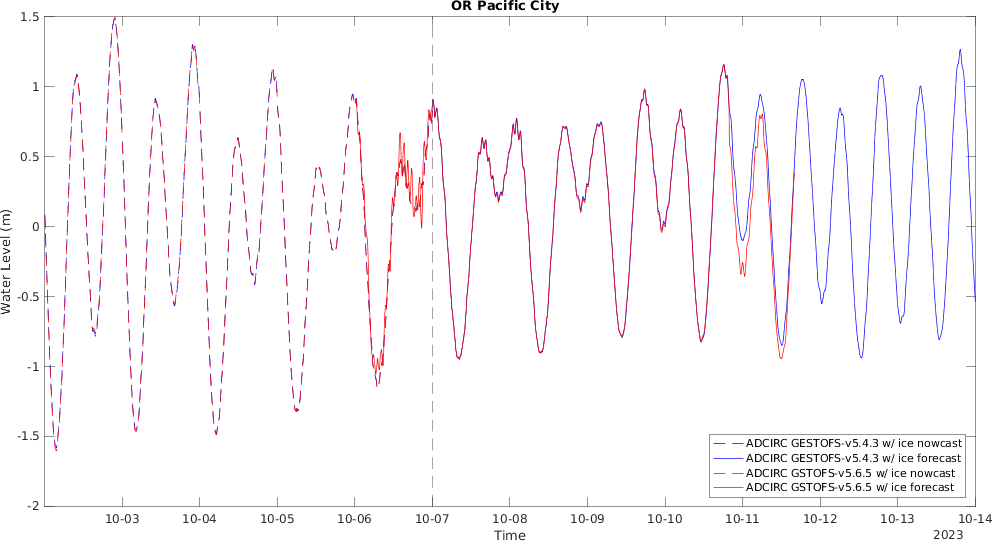 OR Pacific City
1.5
1
0.5
0
-0.5
-1
-1.5
-2
Water Level (m)
ADCIRC GESTOFS-v5.4.3 w/ ice nowcast
ADCIRC GESTOFS-v5.4.3 w/ ice forecast
ADCIRC GSTOFS-v5.6.5 w/ ice nowcast
ADCIRC GSTOFS-v5.6.5 w/ ice forecast
10-03 10-04 10-05 10-06 10-07 10-08 10-09 10-10 10-11 10-12 10-13 10-14
Time 2023